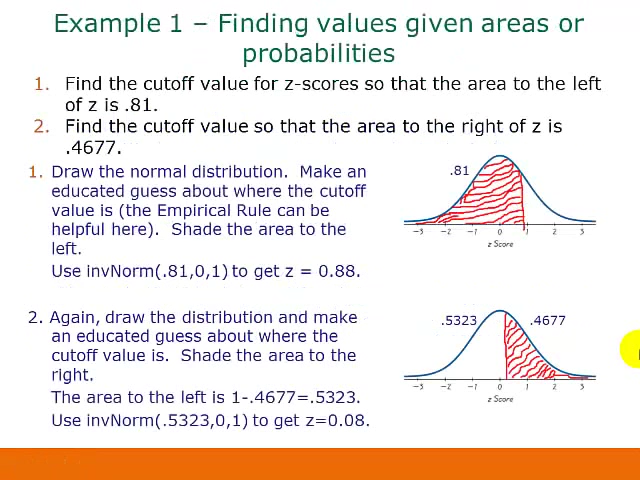 Example 1 – Finding values given areas or
probabilities
1. Find the cutoff value for z-scores so that the area to the left
of z is .81.
2. Find the cutoff value so that the area to the right of z is
.4677.
1. Draw the normal distribution. Make an
educated guess about where the cutoff
value is (the Empirical Rule can be
helpful here). Shade the area to the
left.
Use invNorm(.81,0,1) to get z = 0.88.
.81
-3 -2 -1 0 1 2 3
z Score
2. Again, draw the distribution and make
an educated guess about where the
cutoff value is. Shade the area to the
right.
The area to the left is 1-.4677=.5323.
Use invNorm(.5323,0,1) to get z=0.08.
.5323 .4677
-3 -2 -1 0 1 2 3
z Score